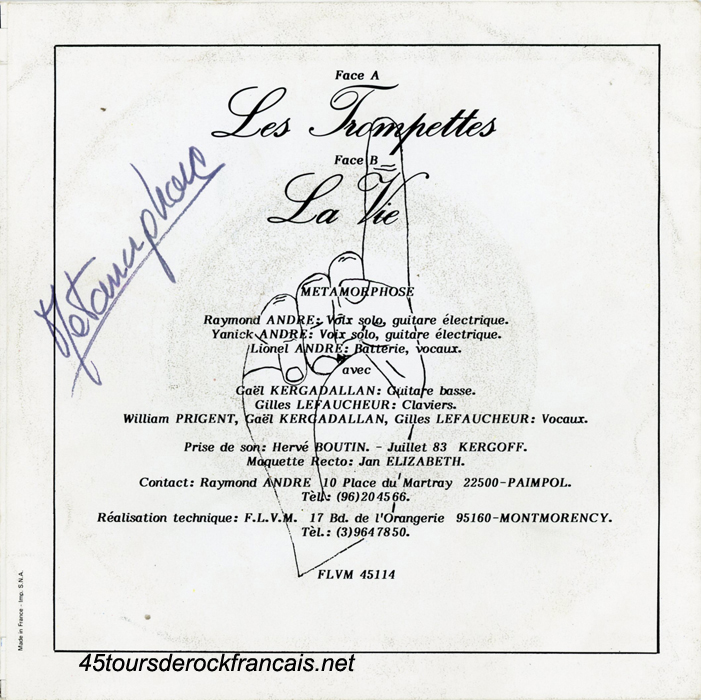 Face A
Les Trompettes
Face B
La Vie
Metamorphose
METAMORPHOSE
Raymond ANDRE: Voix solo, guitare électrique.
Yanick ANDRE: Voix solo, guitare électrique.
Lionel ANDRE: Batterie, vocaux.
avec
Gaël KERGADALLAN: Guitare basse.
Gilles LEFAUCHEUR: Claviers.
William PRIGENT, Gaël KERGADALLAN, Gilles LEFAUCHEUR: Vocaux.
Prise de son: Hervé BOUTIN. - Juillet 83 KERGOFF.
Maquette Recto: Jan ELIZABETH.
Contact: Raymond ANDRE 10 Place du Martray 22500-PAIMPOL.
Tèl.: (96)204566.
Réalisation technique: F.L.V.M. 17 Bd. de l'Orangerie 95160-MONTMORENCY.
Tèl.: (3)9647850.
FLVM 45114
Made in France - Imp. S.N.A.
45toursderockfrancais.net